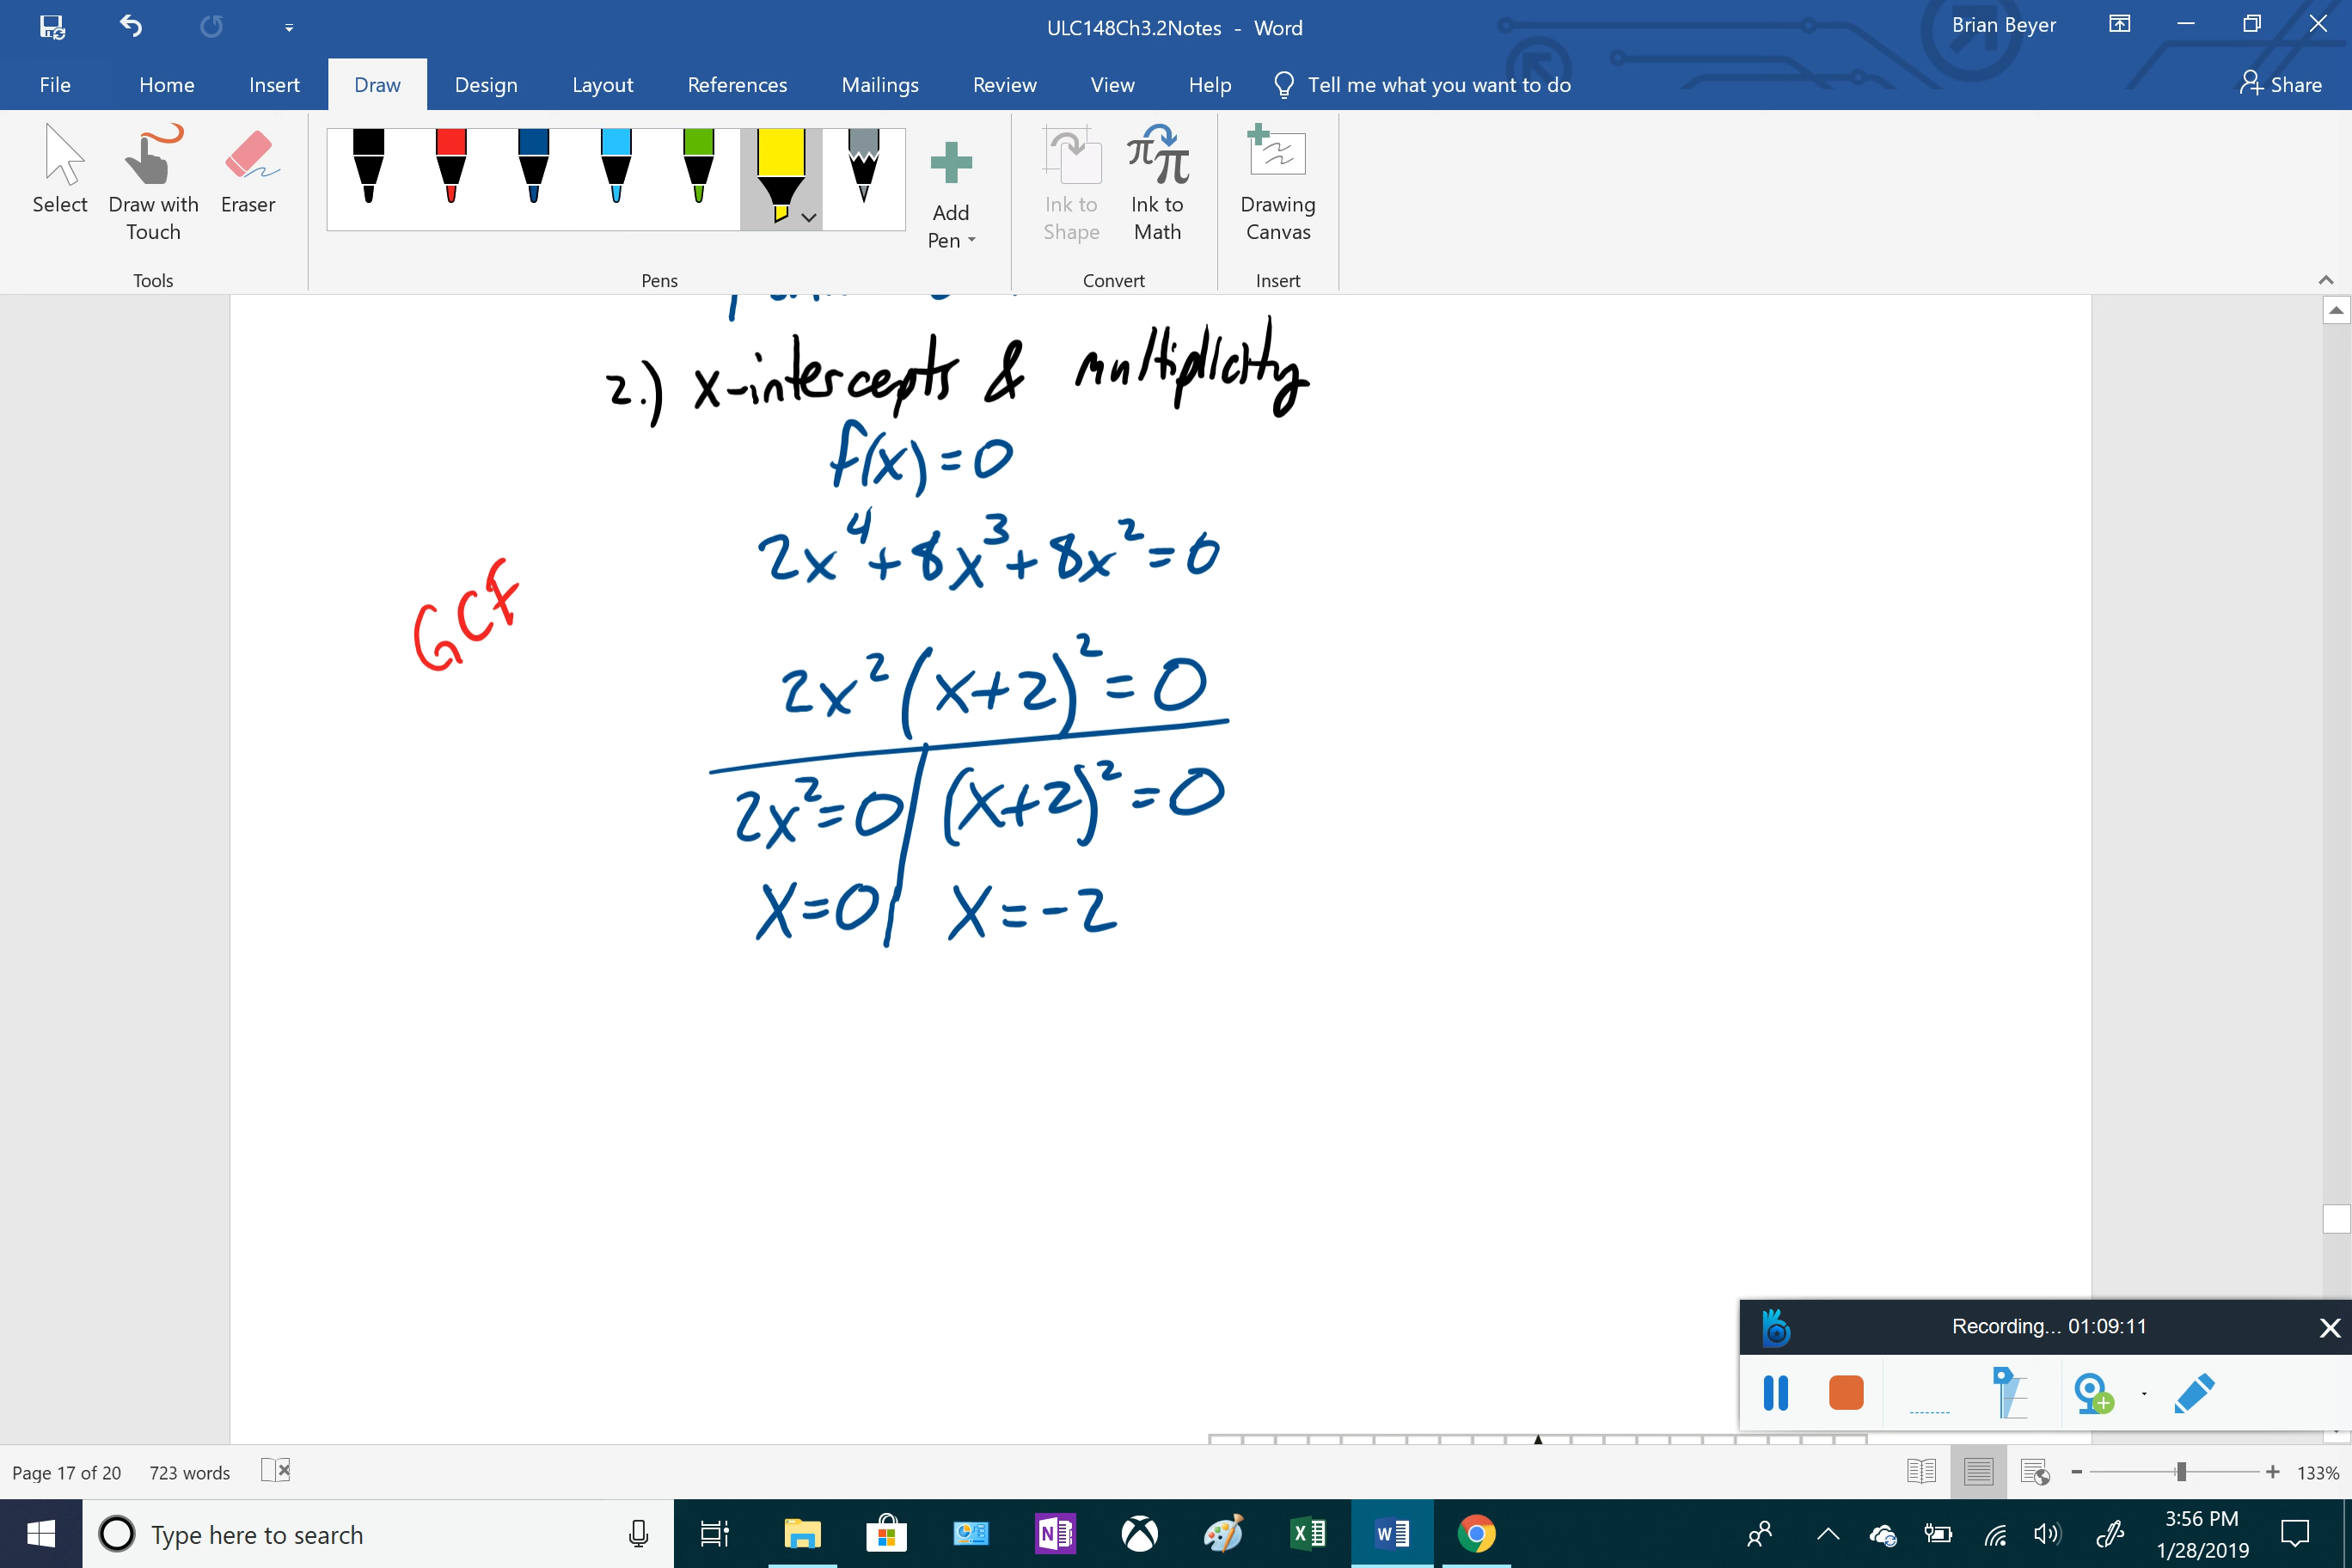 ULC148Ch3.2Notes - Word
Brian Beyer
File Home Insert Draw Design Layout References Mailings Review View Help Tell me what you want to do Share
Select Draw with Touch Eraser
Add Pen
Ink to Shape Ink to Math
Drawing Canvas
Tools Pens Convert Insert
2.) x-intercepts & multiplicity
f(x)=0
2x⁴+8x³+8x²=0
GCF
2x²(x+2)²=0
2x²=0 (x+2)²=0
x=0 x=-2
Recording... 01:09:11
Page 17 of 20 723 words 133%
Type here to search
3:56 PM
1/28/2019